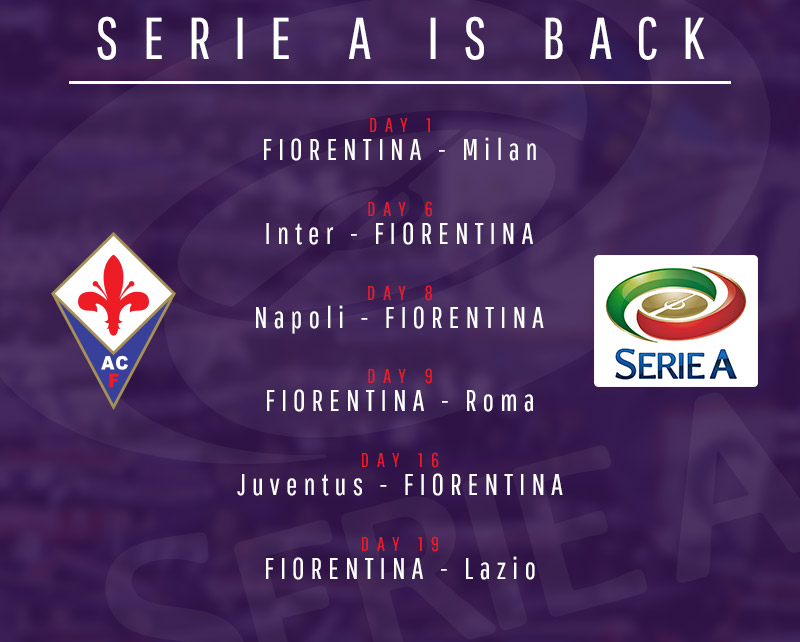 SERIE A IS BACK
DAY 1
FIORENTINA - Milan
DAY 6
Inter - FIORENTINA
DAY 8
Napoli - FIORENTINA
DAY 9
FIORENTINA - Roma
DAY 16
Juventus - FIORENTINA
DAY 19
FIORENTINA - Lazio
AC
F
SERIE A
SERIE A